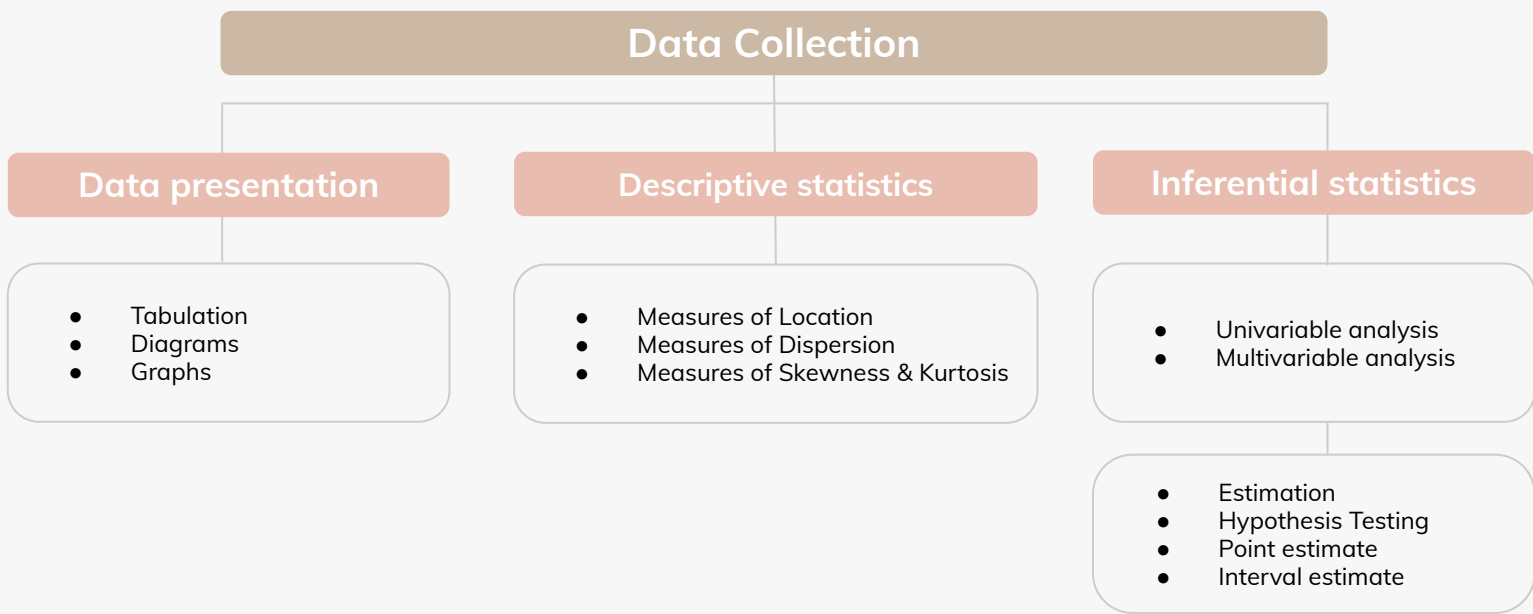 Data Collection
Data presentation
Descriptive statistics
Inferential statistics
● Tabulation
● Diagrams
● Graphs
● Measures of Location
● Measures of Dispersion
● Measures of Skewness & Kurtosis
● Univariable analysis
● Multivariable analysis
● Estimation
● Hypothesis Testing
● Point estimate
● Interval estimate